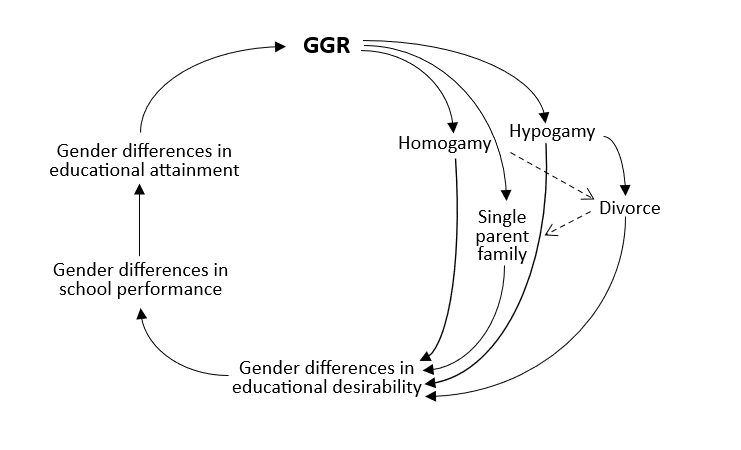 GGR
Homogamy
Hypogamy
Gender differences in
educational attainment
Single
parent
family
Divorce
Gender differences in
school performance
Gender differences in
educational desirability